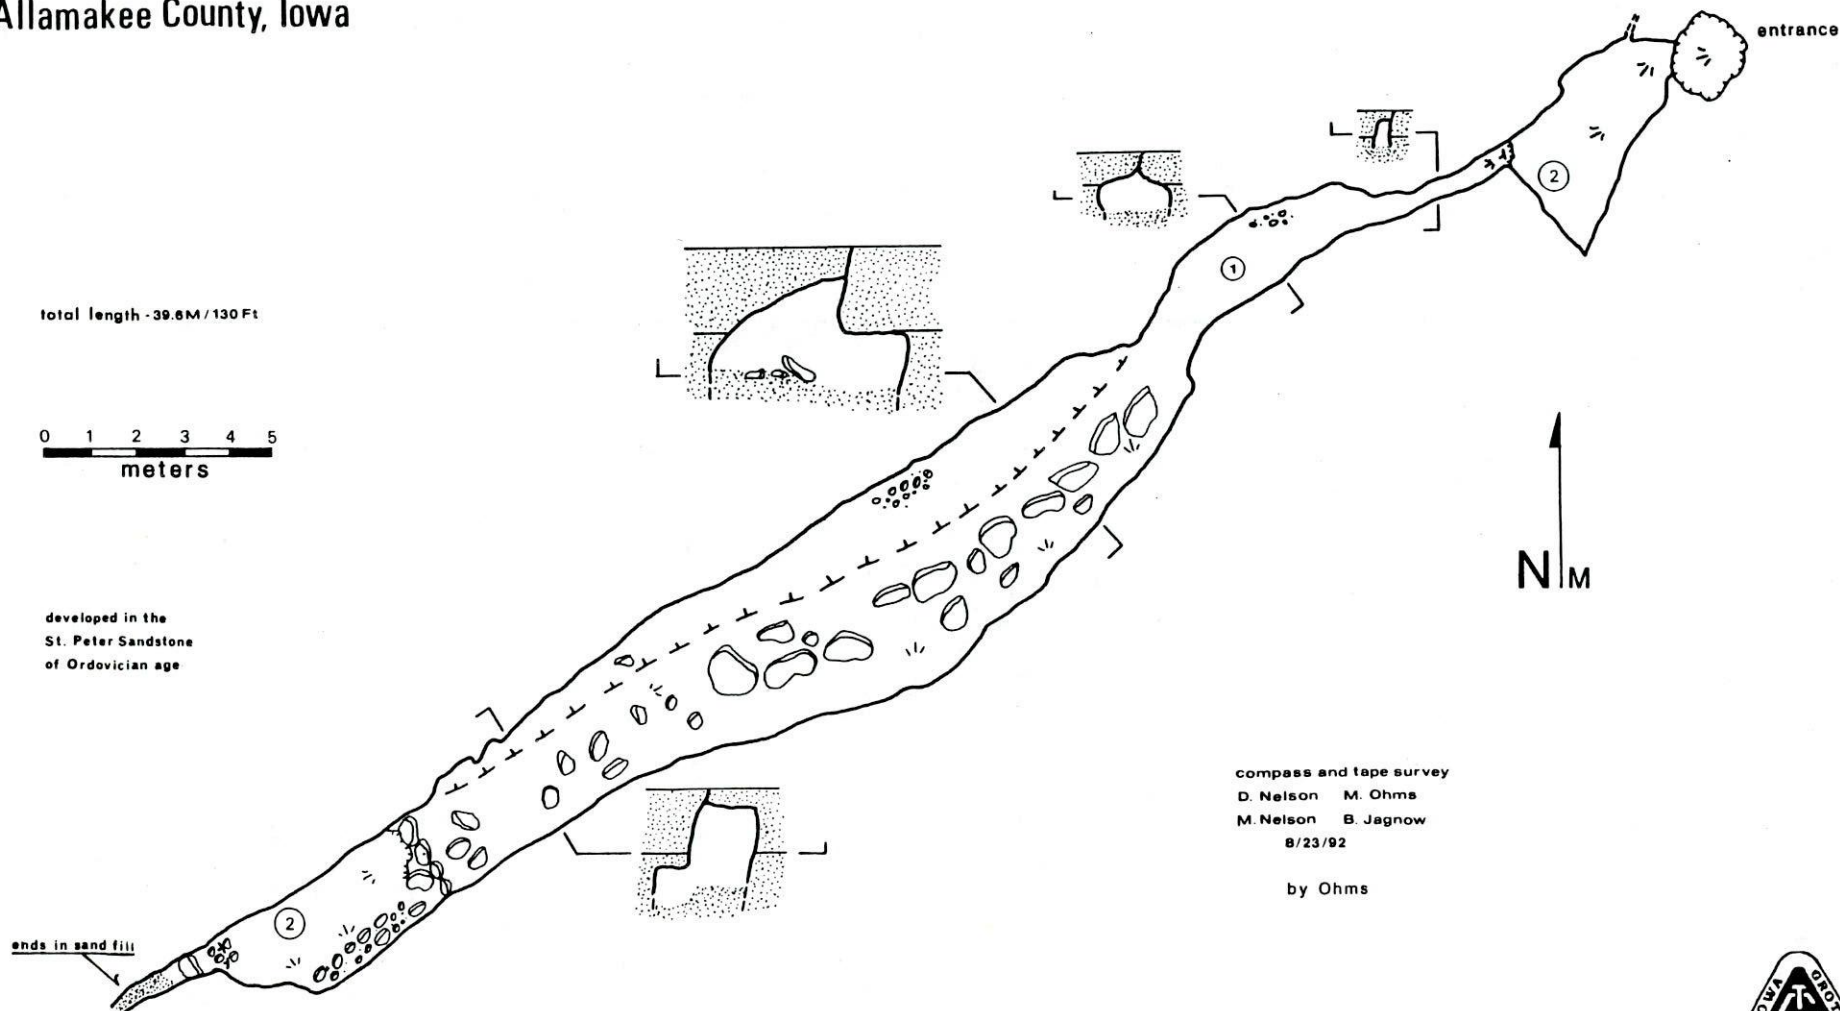 Allamakee County, Iowa
entrance
2
1
total length - 39.6M / 130 Ft
0 1 2 3 4 5
meters
developed in the
St. Peter Sandstone
of Ordovician age
N M
compass and tape survey
D. Nelson M. Ohms
M. Nelson B. Jagnow
8/23/92
by Ohms
2
ends in sand fill